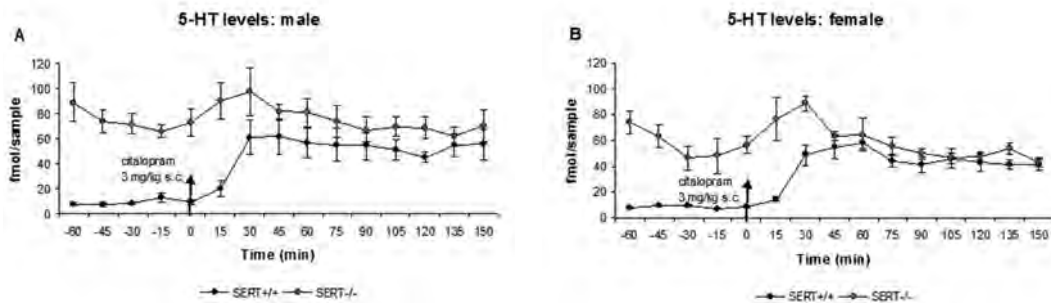 5-HT levels: male
A
120
100
80
60
40
20
0
fmol/sample
citalopram
3 mg/kg s.c.
-60 -45 -30 -15 0 15 30 45 60 75 90 105 120 135 150
Time (min)
SERT+/+ SERT-/-
5-HT levels: female
B
120
100
80
60
40
20
0
fmol/sample
citalopram
3 mg/kg s.c.
-60 -45 -30 -15 0 15 30 45 60 75 90 105 120 135 150
Time (min)
SERT+/+ SERT-/-